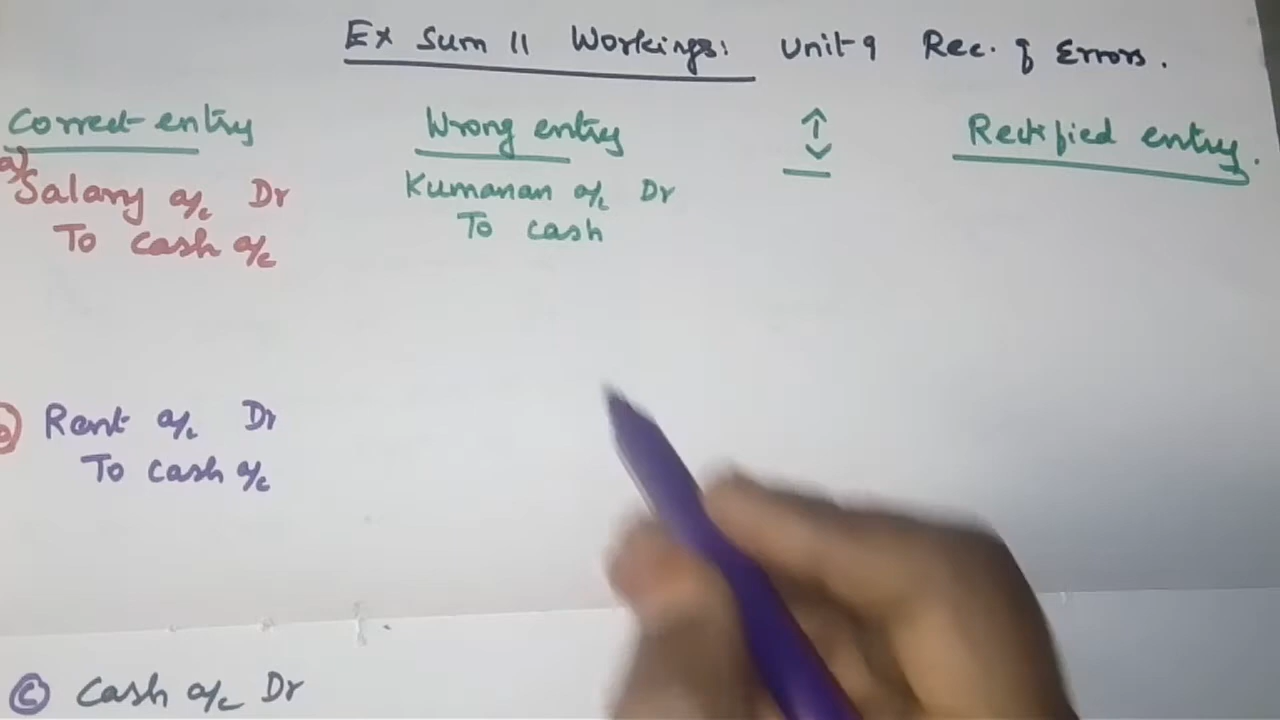 Ex Sum 11 Workings: Unit 9 Rec. of Errors.
Correct entry
Wrong entry
Rectified entry.
a)
Salary a/c Dr
To cash a/c
Kumanan a/c Dr
To cash
Rent a/c Dr
To cash a/c
(c) Cash a/c Dr